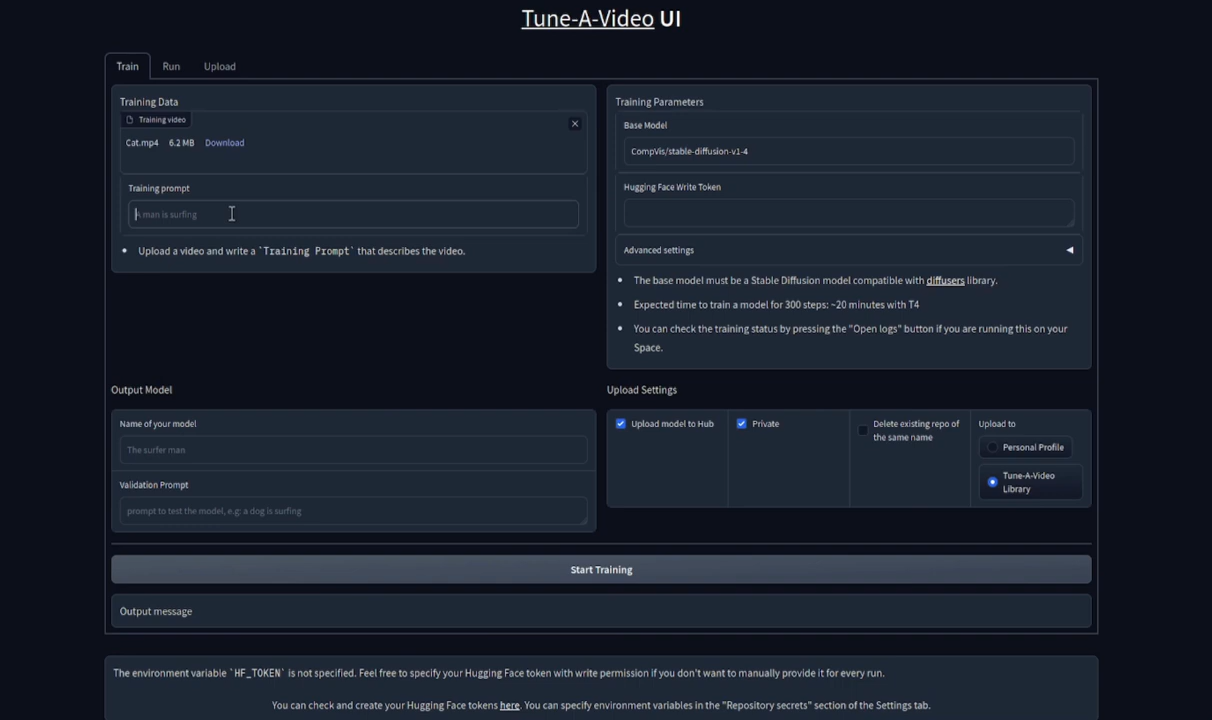 Tune-A-Video UI
Train Run Upload
Training Data
Training video
Cat.mp4 6.2 MB Download
Training prompt
A man is surfing
Upload a video and write a `Training Prompt` that describes the video.
Training Parameters
Base Model
CompVis/stable-diffusion-v1-4
Hugging Face Write Token
Advanced settings
The base model must be a Stable Diffusion model compatible with diffusers library.
Expected time to train a model for 300 steps: ~20 minutes with T4
You can check the training status by pressing the "Open logs" button if you are running this on your
Space.
Output Model
Name of your model
The surfer man
Validation Prompt
prompt to test the model, e.g: a dog is surfing
Upload Settings
Upload model to Hub
Private
Delete existing repo of
the same name
Upload to
Personal Profile
Tune-A-Video
Library
Start Training
Output message
The environment variable `HF_TOKEN` is not specified. Feel free to specify your Hugging Face token with write permission if you don't want to manually provide it for every run.
You can check and create your Hugging Face tokens here. You can specify environment variables in the "Repository secrets" section of the Settings tab.